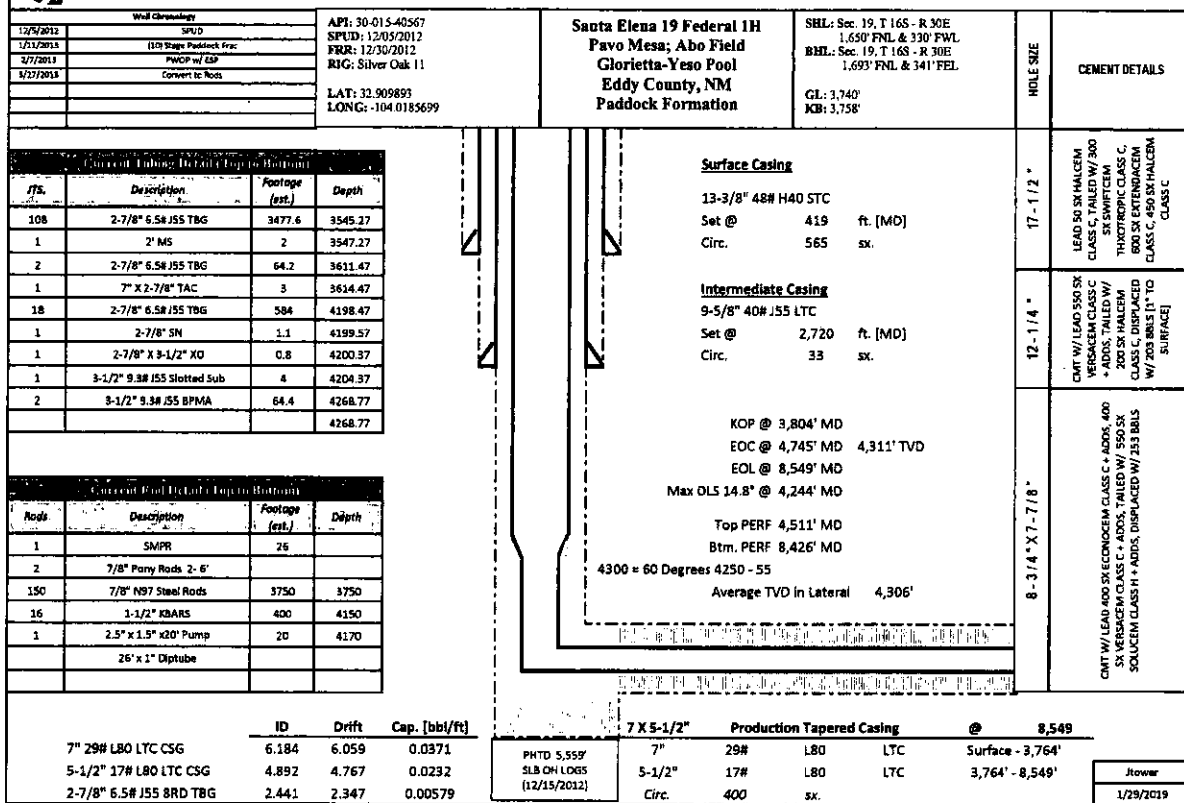 Well Chronology
12/5/2012 SPUD
1/11/2013 (10) Stage Paddock Frac
2/7/2013 PWOP w/ ESP
3/27/2013 Convert to Rods
API: 30-015-40567
SPUD: 12/05/2012
FRR: 12/30/2012
RIG: Silver Oak 11
LAT: 32.909893
LONG: -104.0185699
Santa Elena 19 Federal 1H
Pavo Mesa; Abo Field
Glorietta-Yeso Pool
Eddy County, NM
Paddock Formation
SHL: Sec. 19, T 16S - R 30E
1,650' FNL & 330' FWL
BHL: Sec. 19, T 16S - R 30E
1,693' FNL & 341' FEL
GL: 3,740'
KB: 3,758'
HOLE SIZE
CEMENT DETAILS
Current Tubing Detail (Top to Bottom)
JTS. Description Footage (est.) Depth
108 2-7/8" 6.5# J55 TBG 3477.6 3545.27
1 2' MS 2 3547.27
2 2-7/8" 6.5# J55 TBG 64.2 3611.47
1 7" X 2-7/8" TAC 3 3614.47
18 2-7/8" 6.5# J55 TBG 584 4198.47
1 2-7/8" SN 1.1 4199.57
1 2-7/8" X 3-1/2" XO 0.8 4200.37
1 3-1/2" 9.3# J55 Slotted Sub 4 4204.37
2 3-1/2" 9.3# J55 BPMA 64.4 4268.77
4268.77
Current Rod Details (Top to Bottom)
Rods Description Footage (est.) Depth
1 SMPR 26
2 7/8" Pony Rods 2- 6'
150 7/8" N97 Steel Rods 3750 3750
16 1-1/2" KBARS 400 4150
1 2.5" x 1.5" x20' Pump 20 4170
26' x 1" Diptube
Surface Casing
13-3/8" 48# H40 STC
Set @ 419 ft. [MD]
Circ. 565 sx.
Intermediate Casing
9-5/8" 40# J55 LTC
Set @ 2,720 ft. [MD]
Circ. 33 sx.
KOP @ 3,804' MD
EOC @ 4,745' MD 4,311' TVD
EOL @ 8,549' MD
Max DLS 14.8° @ 4,244' MD
Top PERF 4,511' MD
Btm. PERF 8,426' MD
4300 = 60 Degrees 4250 - 55
Average TVD in Lateral 4,306'
17 - 1 / 2 "
LEAD 50 SX HALCEM
CLASS C, TAILED W/ 300
SX SWIFTCEM
THIXOTROPIC CLASS C,
600 SX EXTENDACEM
CLASS C, 450 SX HALCEM
CLASS C
12 - 1 / 4 "
CMT W/ LEAD 550 SX
VERSACEM CLASS C
+ ADDS, TAILED W/
200 SX HALCEM
CLASS C, DISPLACED
W/ 203 BBLS [1" TO
SURFACE]
8 - 3 / 4 " X 7 - 7 / 8 "
CMT W/ LEAD 400 SX ECONOCEM CLASS C + ADDS, 400
SX VERSACEM CLASS C + ADDS, TAILED W/ 550 SX
SOLUCEM CLASS H + ADDS, DISPLACED W/ 253 BBLS
ID Drift Cap. [bbl/ft]
7" 29# L80 LTC CSG 6.184 6.059 0.0371
5-1/2" 17# L80 LTC CSG 4.892 4.767 0.0232
2-7/8" 6.5# J55 8RD TBG 2.441 2.347 0.00579
PHTD 5,559'
SLB OH LOGS
(12/15/2012)
7 X 5-1/2" Production Tapered Casing @ 8,549
7" 29# L80 LTC Surface - 3,764'
5-1/2" 17# L80 LTC 3,764' - 8,549'
Circ. 400 sx.
Jtower
1/29/2019